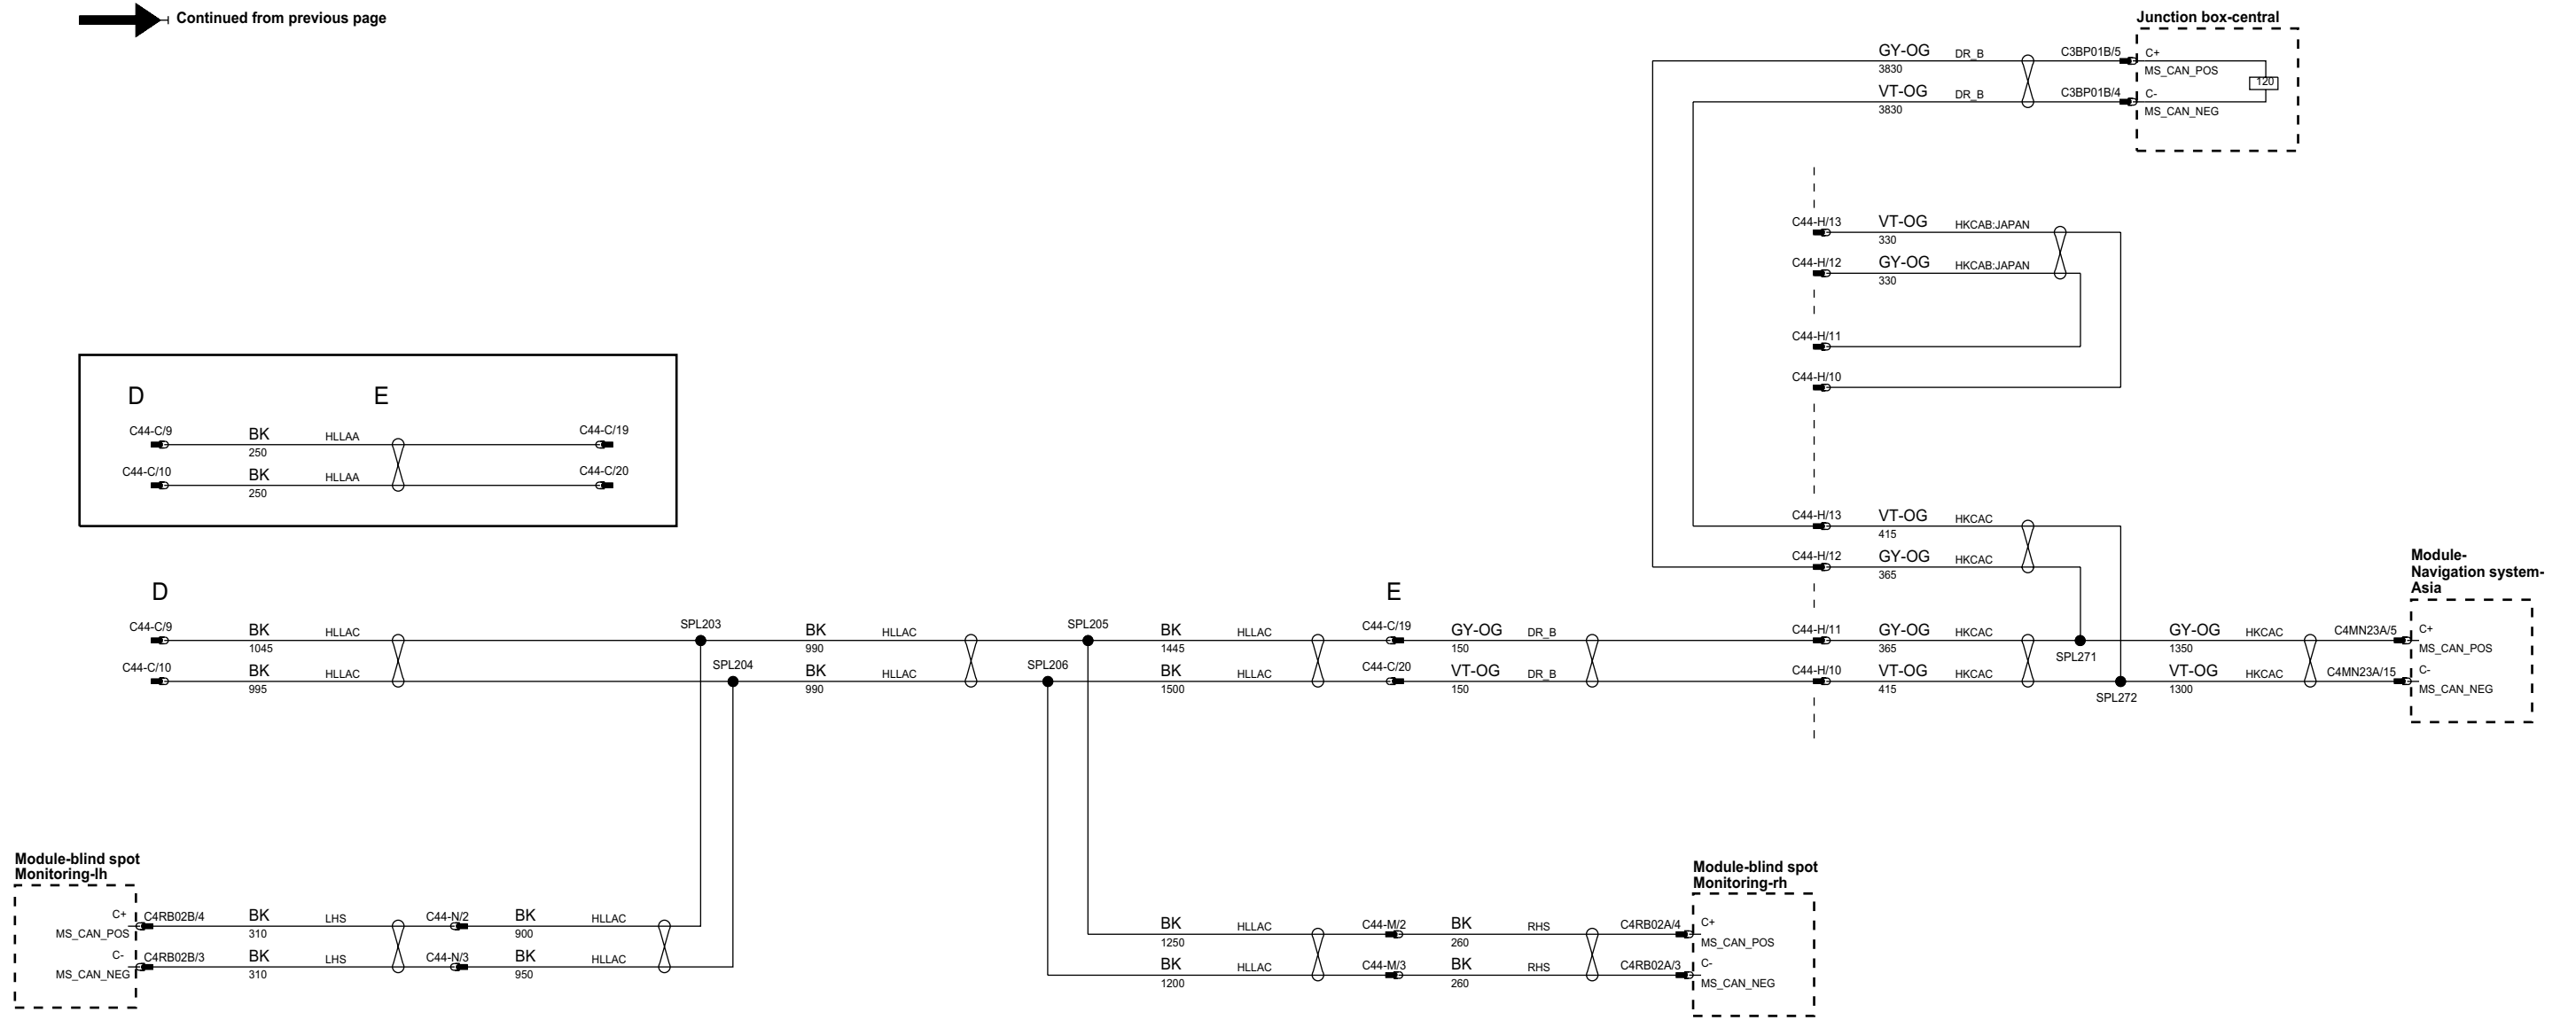 Continued from previous page
Junction box-central
GY-OG DR_B C3BP01B/5 C+
3830 MS_CAN_POS
120
VT-OG DR_B C3BP01B/4 C-
3830 MS_CAN_NEG
C44-H/13 VT-OG HKCAB:JAPAN
330
C44-H/12 GY-OG HKCAB:JAPAN
330
C44-H/11
C44-H/10
D E
C44-C/9 BK HLLAA C44-C/19
250
C44-C/10 BK HLLAA C44-C/20
250
C44-H/13 VT-OG HKCAC
415
C44-H/12 GY-OG HKCAC
365
Module-
Navigation system-
Asia
D E
C44-C/9 BK HLLAC SPL203 BK HLLAC SPL205 BK HLLAC C44-C/19 GY-OG DR_B C44-H/11 GY-OG HKCAC GY-OG HKCAC C4MN23A/5 C+
1045 990 1445 150 365 SPL271 1350 MS_CAN_POS
C44-C/10 BK HLLAC SPL204 BK HLLAC SPL206 BK HLLAC C44-C/20 VT-OG DR_B C44-H/10 VT-OG HKCAC VT-OG HKCAC C4MN23A/15 C-
995 990 1500 150 415 SPL272 1300 MS_CAN_NEG
Module-blind spot
Monitoring-lh
C+ C4RB02B/4 BK LHS C44-N/2 BK HLLAC
MS_CAN_POS 310 900
C- C4RB02B/3 BK LHS C44-N/3 BK HLLAC
MS_CAN_NEG 310 950
Module-blind spot
Monitoring-rh
BK HLLAC C44-M/2 BK RHS C4RB02A/4 C+
1250 260 MS_CAN_POS
BK HLLAC C44-M/3 BK RHS C4RB02A/3 C-
1200 260 MS_CAN_NEG